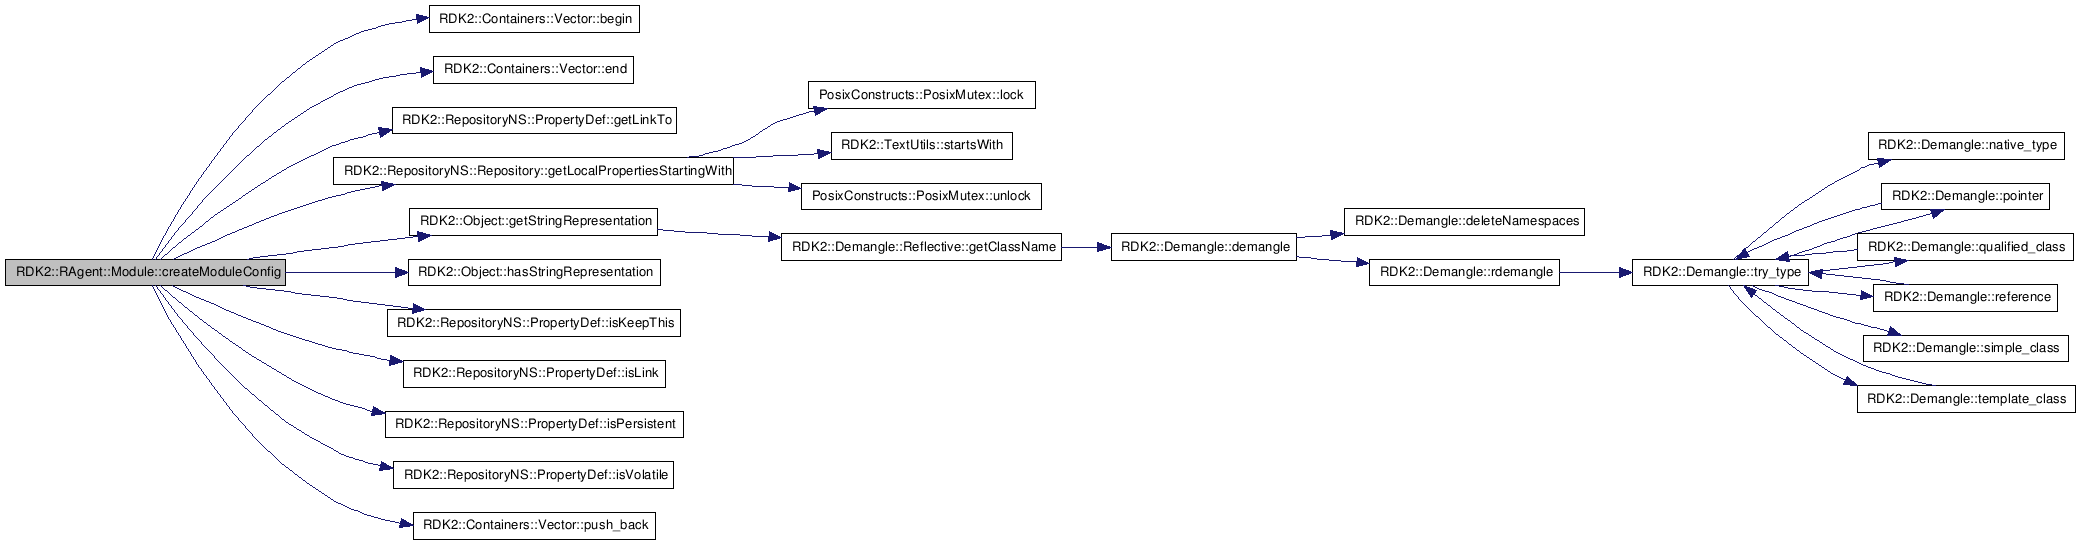 RDK2::RAgent::Module::createModuleConfig
RDK2::Containers::Vector::begin
RDK2::Containers::Vector::end
RDK2::RepositoryNS::PropertyDef::getLinkTo
RDK2::RepositoryNS::Repository::getLocalPropertiesStartingWith
RDK2::Object::getStringRepresentation
RDK2::Object::hasStringRepresentation
RDK2::RepositoryNS::PropertyDef::isKeepThis
RDK2::RepositoryNS::PropertyDef::isLink
RDK2::RepositoryNS::PropertyDef::isPersistent
RDK2::RepositoryNS::PropertyDef::isVolatile
RDK2::Containers::Vector::push_back
PosixConstructs::PosixMutex::lock
RDK2::TextUtils::startsWith
PosixConstructs::PosixMutex::unlock
RDK2::Demangle::Reflective::getClassName
RDK2::Demangle::demangle
RDK2::Demangle::deleteNamespaces
RDK2::Demangle::rdemangle
RDK2::Demangle::try_type
RDK2::Demangle::native_type
RDK2::Demangle::pointer
RDK2::Demangle::qualified_class
RDK2::Demangle::reference
RDK2::Demangle::simple_class
RDK2::Demangle::template_class